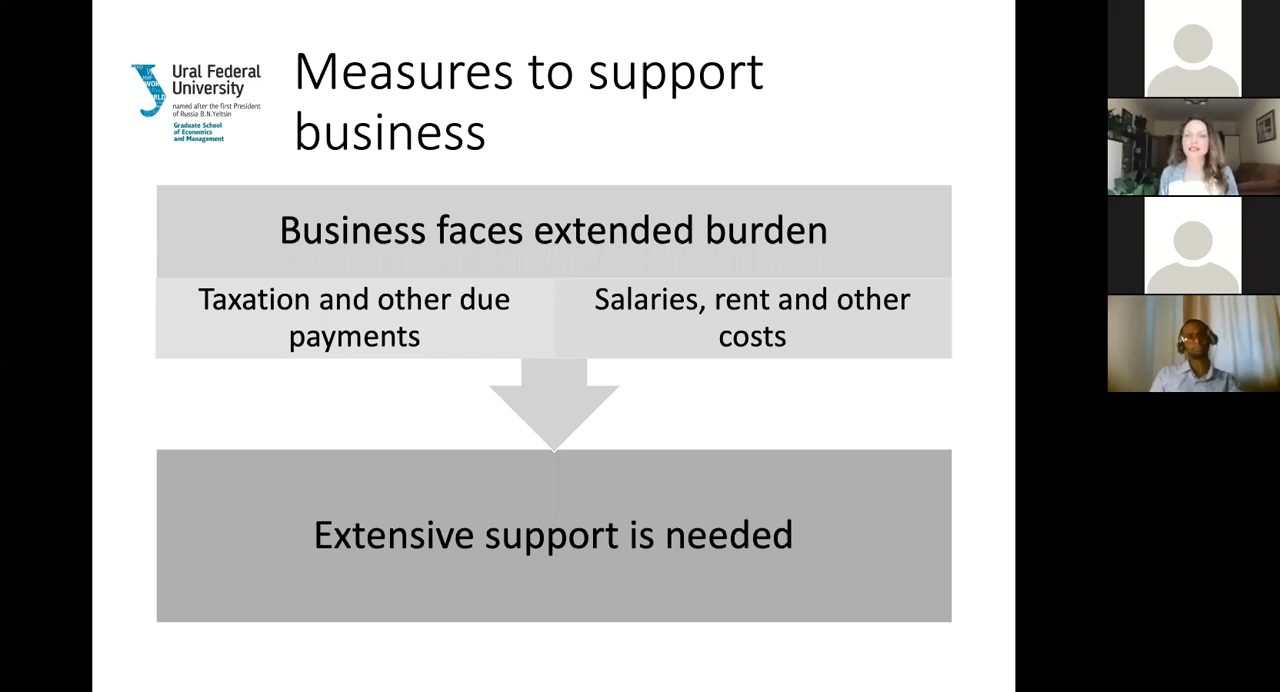 Ural Federal
University
named after the first President
of Russia B.N.Yeltsin
Graduate School
of Economics
and Management
Measures to support
business
Business faces extended burden
Taxation and other due
payments
Salaries, rent and other
costs
Extensive support is needed